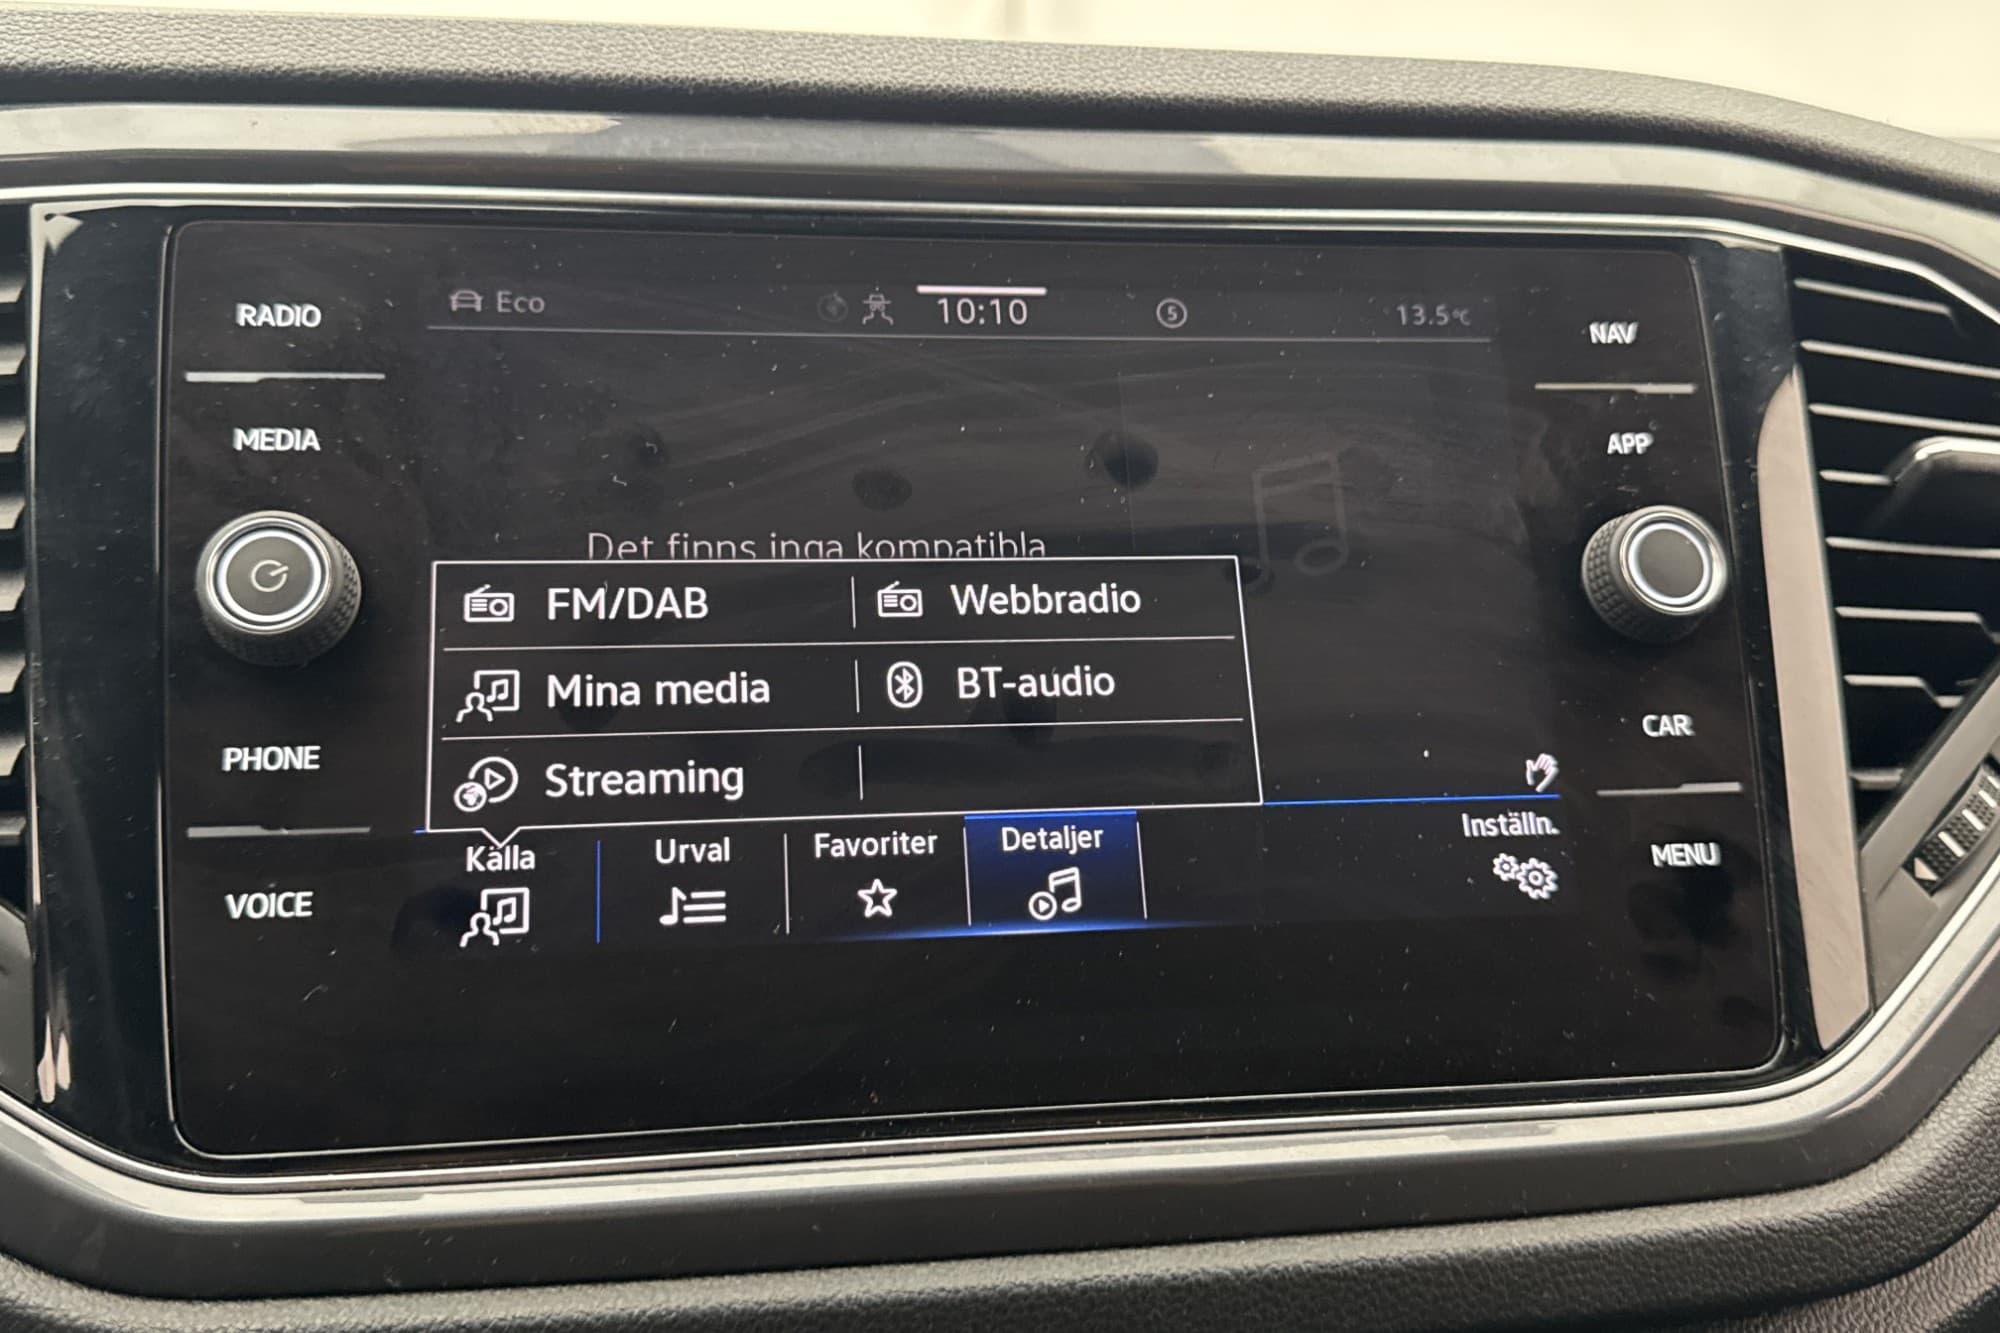 RADIO
MEDIA
PHONE
VOICE
Eco
10:10
5
13.5°C
Det finns inga kompatibla
FM/DAB
Webbradio
Mina media
BT-audio
Streaming
Källa
Urval
Favoriter
Detaljer
Inställn.
NAV
APP
CAR
MENU